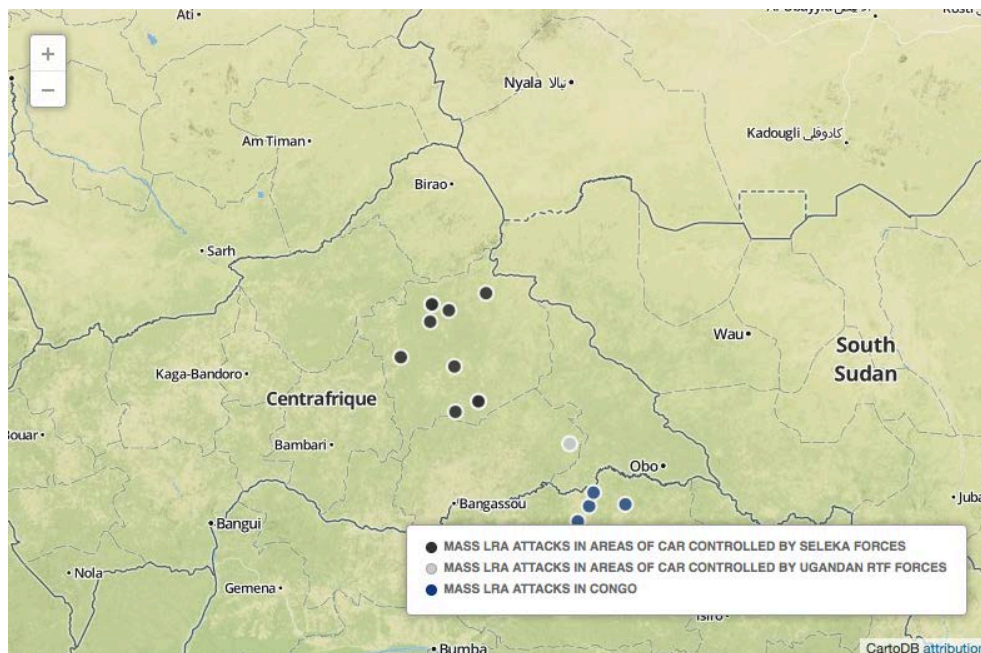 Ati
+
−
Nyala نيالا
Am Timan
Kadougli كادوقلي
Birao
Sarh
Wau
South
Sudan
Kaga-Bandoro
Centrafrique
Bouar
Bambari
Obo
Bangassou
Juba
Bangui
MASS LRA ATTACKS IN AREAS OF CAR CONTROLLED BY SELEKA FORCES
MASS LRA ATTACKS IN AREAS OF CAR CONTROLLED BY UGANDAN RTF FORCES
MASS LRA ATTACKS IN CONGO
Nola
Gemena
Isiro
Bumba
CartoDB attribution